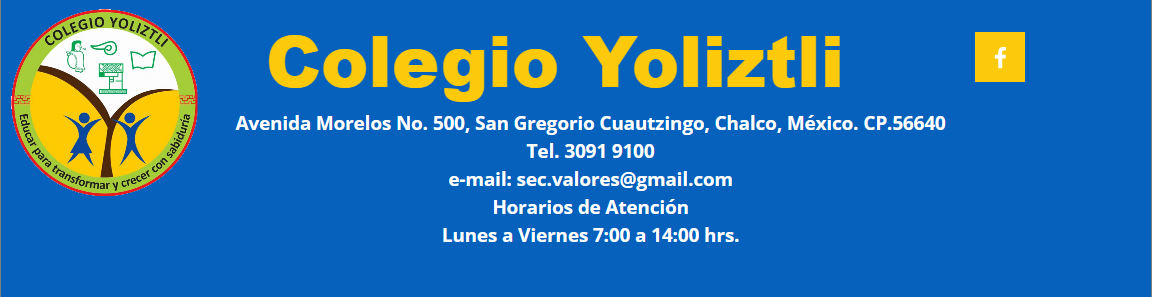 COLEGIO YOLIZTLI
Educar para transformar y crecer con sabiduría
Colegio Yoliztli
Avenida Morelos No. 500, San Gregorio Cuautzingo, Chalco, México. CP.56640
Tel. 3091 9100
e-mail: sec.valores@gmail.com
Horarios de Atención
Lunes a Viernes 7:00 a 14:00 hrs.